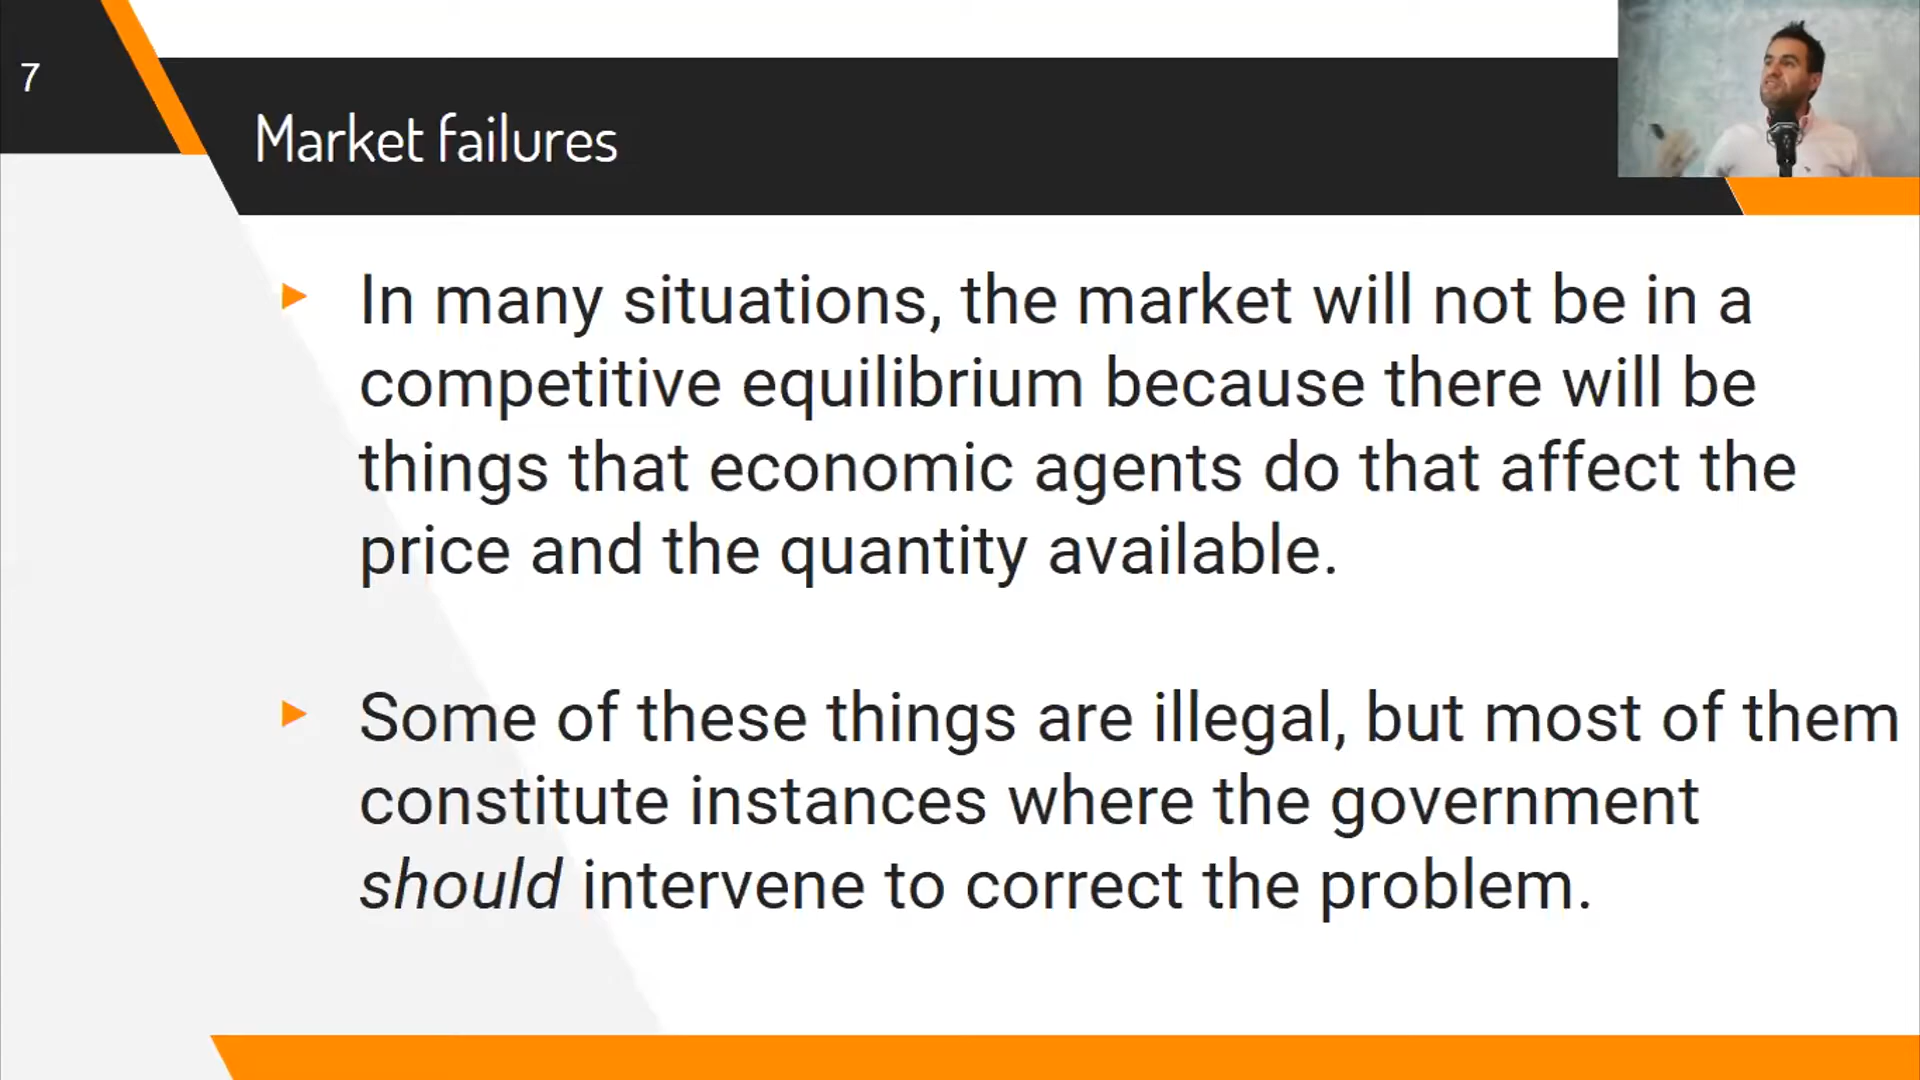 7
Market failures
In many situations, the market will not be in a
competitive equilibrium because there will be
things that economic agents do that affect the
price and the quantity available.
Some of these things are illegal, but most of them
constitute instances where the government
should intervene to correct the problem.